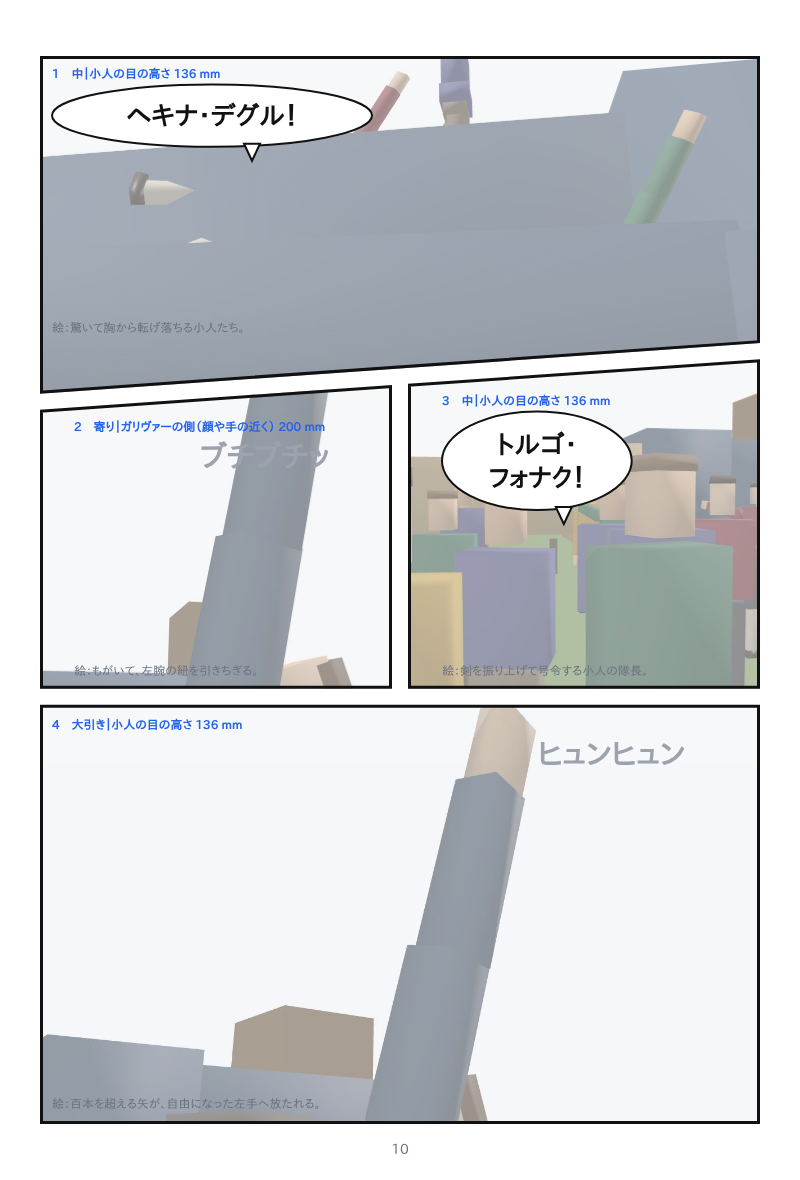 1 中|小人の目の高さ 136 mm
ヘキナ・デグル!
絵:驚いて胸から転げ落ちる小人たち。
2 寄り|ガリヴァーの側(顔や手の近く) 200 mm
ブチブチッ
絵:もがいて、左腕の紐を引きちぎる。
3 中|小人の目の高さ 136 mm
トルゴ・
フォナク!
絵:剣を振り上げて号令する小人の隊長。
4 大引き|小人の目の高さ 136 mm
ヒュンヒュン
絵:百本を超える矢が、自由になった左手へ放たれる。
10